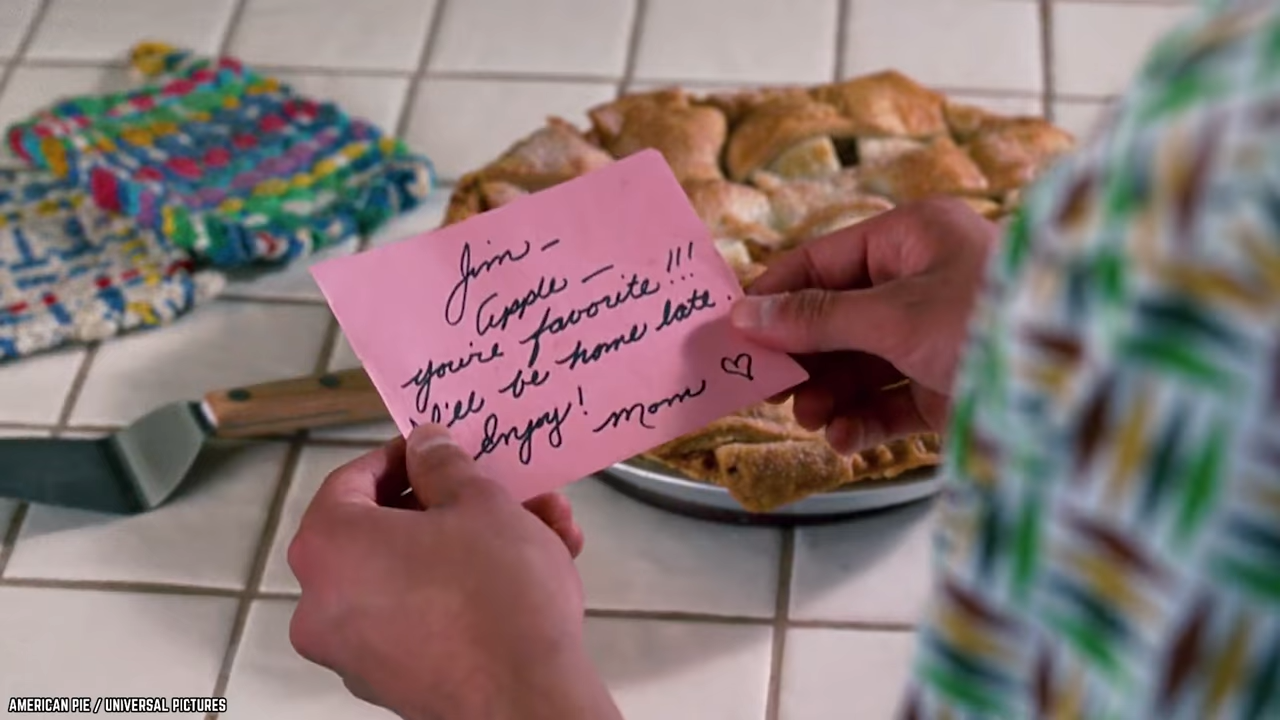 Jim –
Apple –
you're favorite!!!
I'll be home late.
Enjoy! Mom ♡
AMERICAN PIE / UNIVERSAL PICTURES